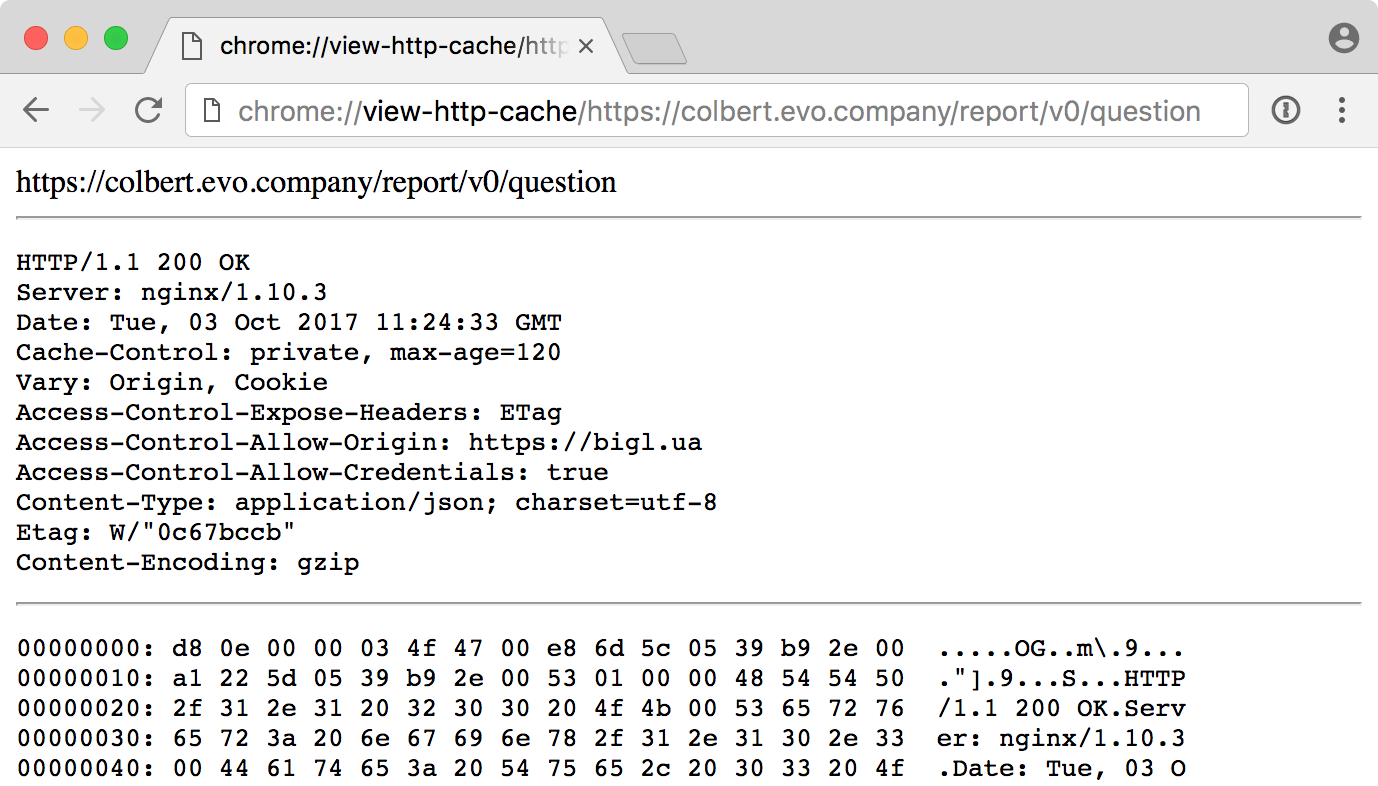 chrome://view-http-cache/http
chrome://view-http-cache/https://colbert.evo.company/report/v0/question
https://colbert.evo.company/report/v0/question
HTTP/1.1 200 OK
Server: nginx/1.10.3
Date: Tue, 03 Oct 2017 11:24:33 GMT
Cache-Control: private, max-age=120
Vary: Origin, Cookie
Access-Control-Expose-Headers: ETag
Access-Control-Allow-Origin: https://bigl.ua
Access-Control-Allow-Credentials: true
Content-Type: application/json; charset=utf-8
Etag: W/"0c67bccb"
Content-Encoding: gzip
00000000: d8 0e 00 00 03 4f 47 00 e8 6d 5c 05 39 b9 2e 00  .....OG..m\.9...
00000010: a1 22 5d 05 39 b9 2e 00 53 01 00 00 48 54 54 50  ."].9...S...HTTP
00000020: 2f 31 2e 31 20 32 30 30 20 4f 4b 00 53 65 72 76  /1.1 200 OK.Serv
00000030: 65 72 3a 20 6e 67 69 6e 78 2f 31 2e 31 30 2e 33  er: nginx/1.10.3
00000040: 00 44 61 74 65 3a 20 54 75 65 2c 20 30 33 20 4f  .Date: Tue, 03 O